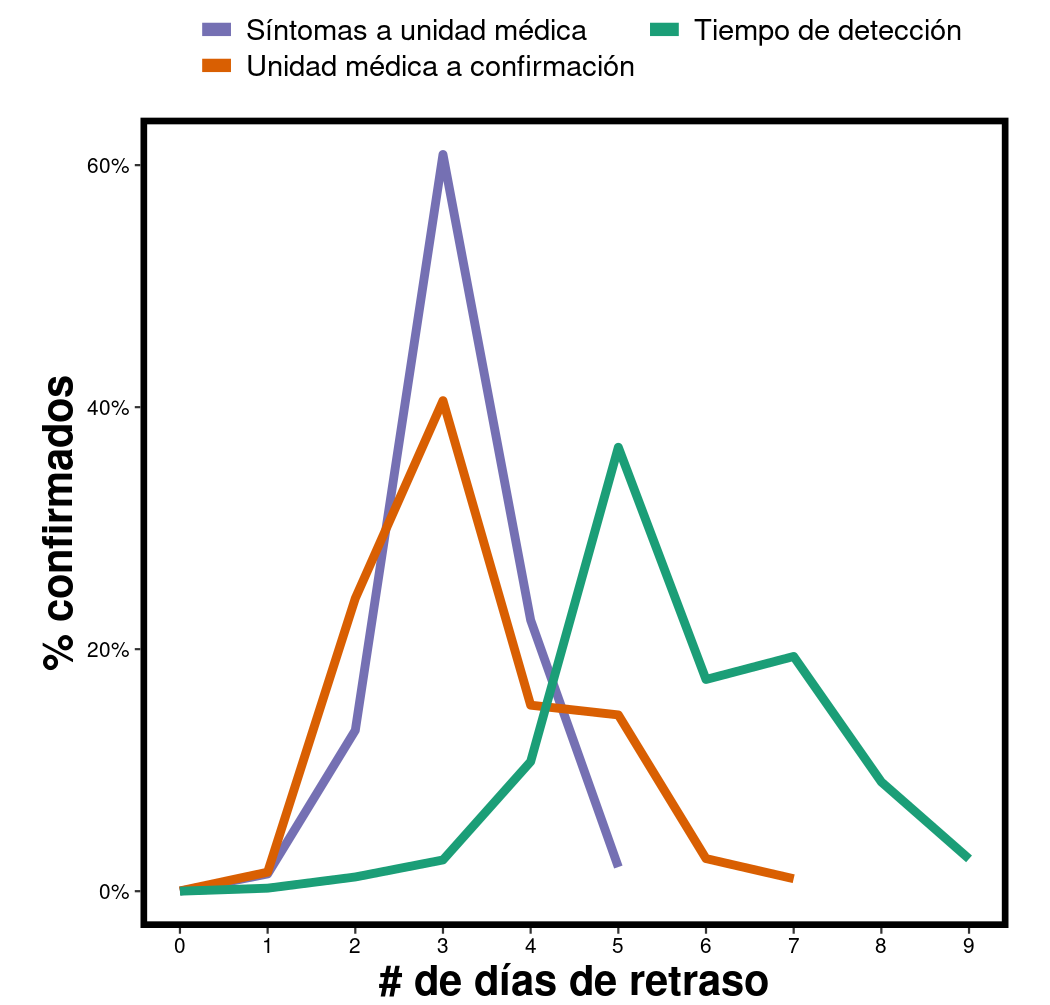 Síntomas a unidad médica
Tiempo de detección
Unidad médica a confirmación
60%
40%
20%
0%
% confirmados
0 1 2 3 4 5 6 7 8 9
# de días de retraso